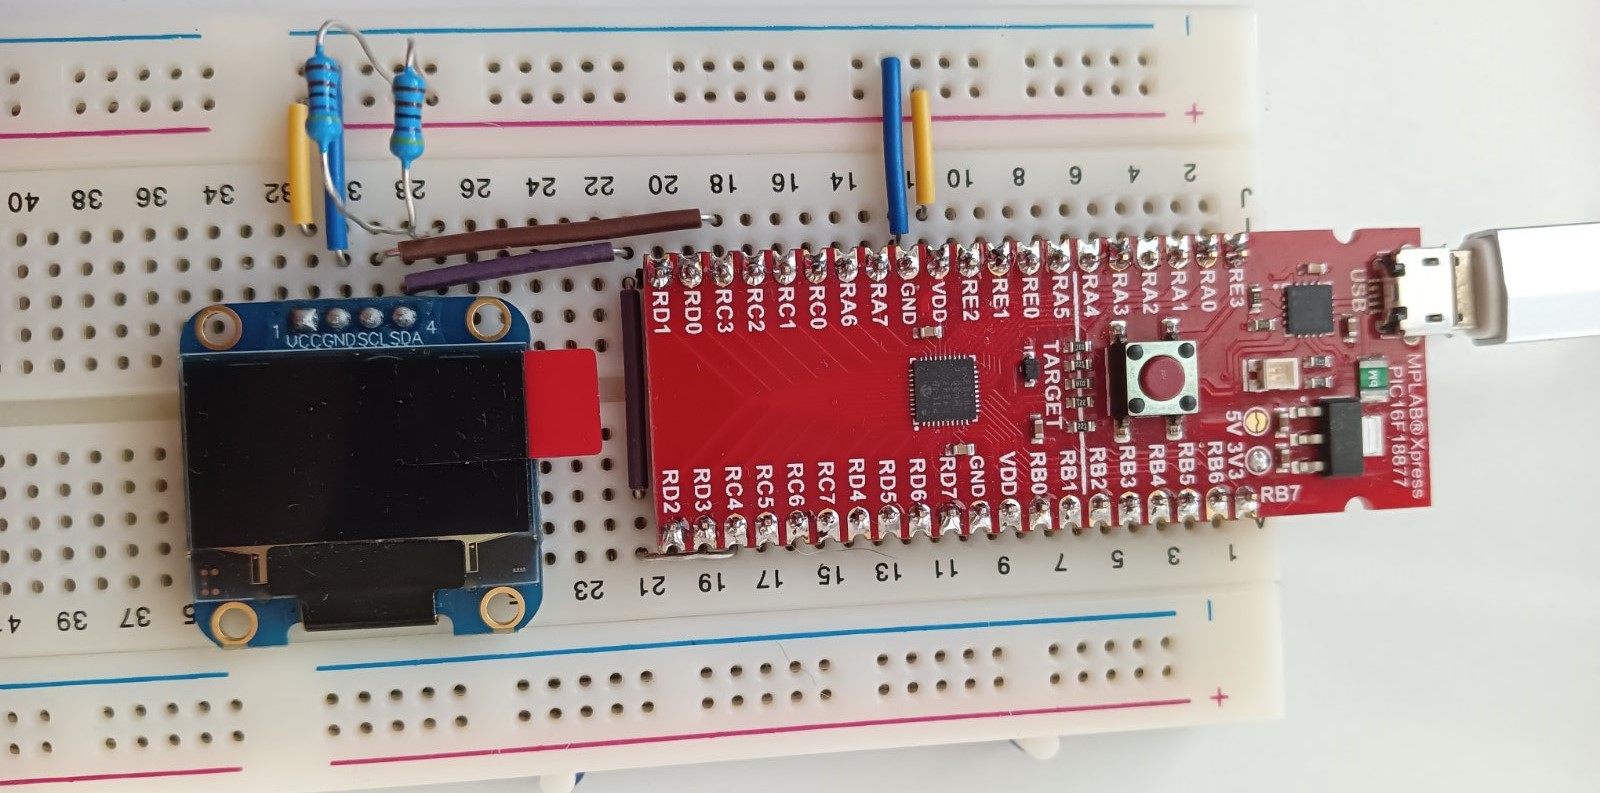 40 38 36 34 32 3 28 26 24 22 20 18 16 14 1 10 8 6 4 2
J
+
1 VCC GND SCL SDA 4
RD1 RD0 RC3 RC2 RC1 RC0 RA6 RA7 GND VDD RE2 RE1 RE0 RA5 RA4 RA3 RA2 RA1 RA0 RE3
USB
TARGET
MPLAB®Xpress
PIC16F18877
5V 3V3
RD2 RD3 RC4 RC5 RC6 RC7 RD4 RD5 RD6 RD7 GND VDD RB0 RB1 RB2 RB3 RB4 RB5 RB6 RB7
41 39 37 5 23 21 19 17 15 13 11 9 7 5 3 1
+